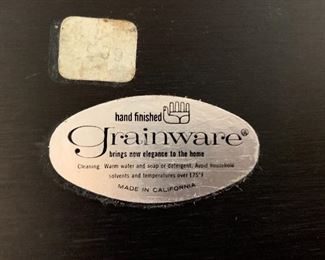 hand finished
grainware®
brings new elegance to the home
Cleaning: Warm water and soap or detergent. Avoid household
solvents and temperatures over 175°F
MADE IN CALIFORNIA